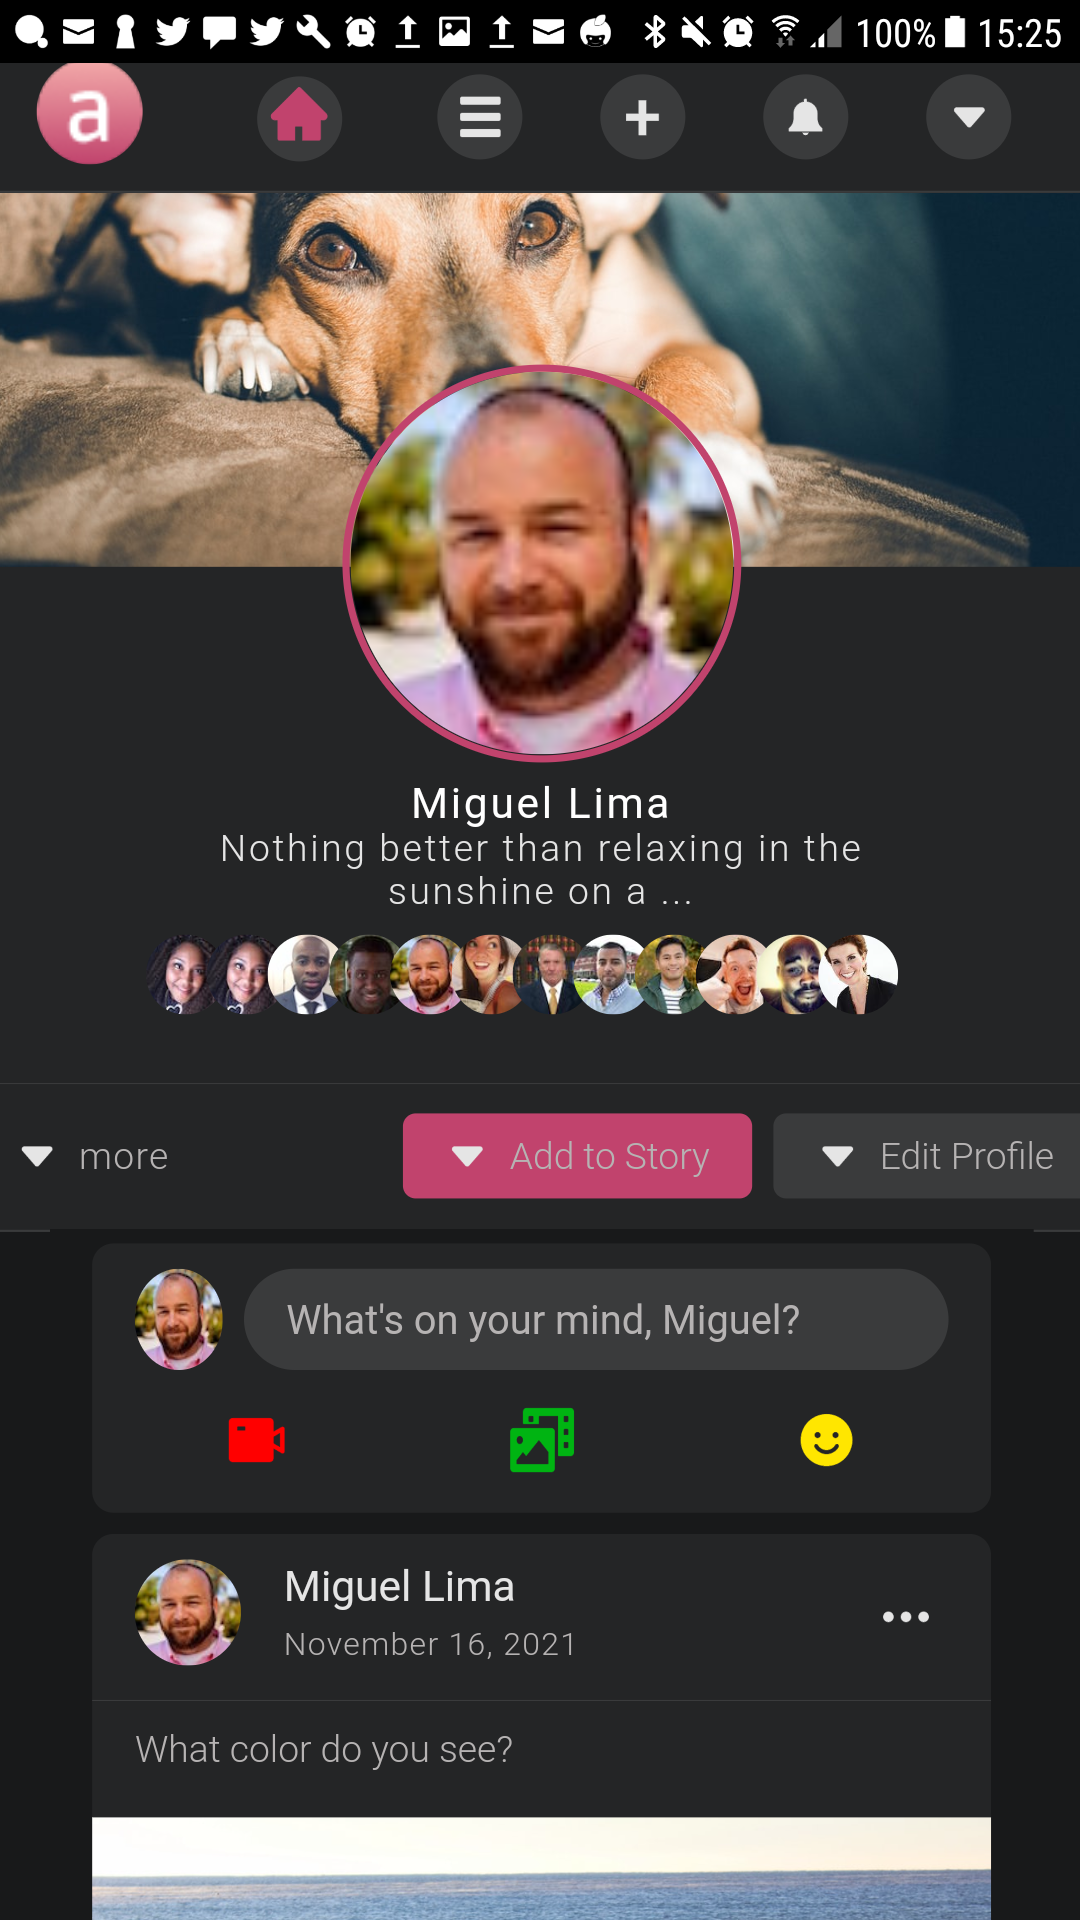 100% 15:25
a
Miguel Lima
Nothing better than relaxing in the
sunshine on a ...
more
Add to Story
Edit Profile
What's on your mind, Miguel?
Miguel Lima
November 16, 2021
What color do you see?